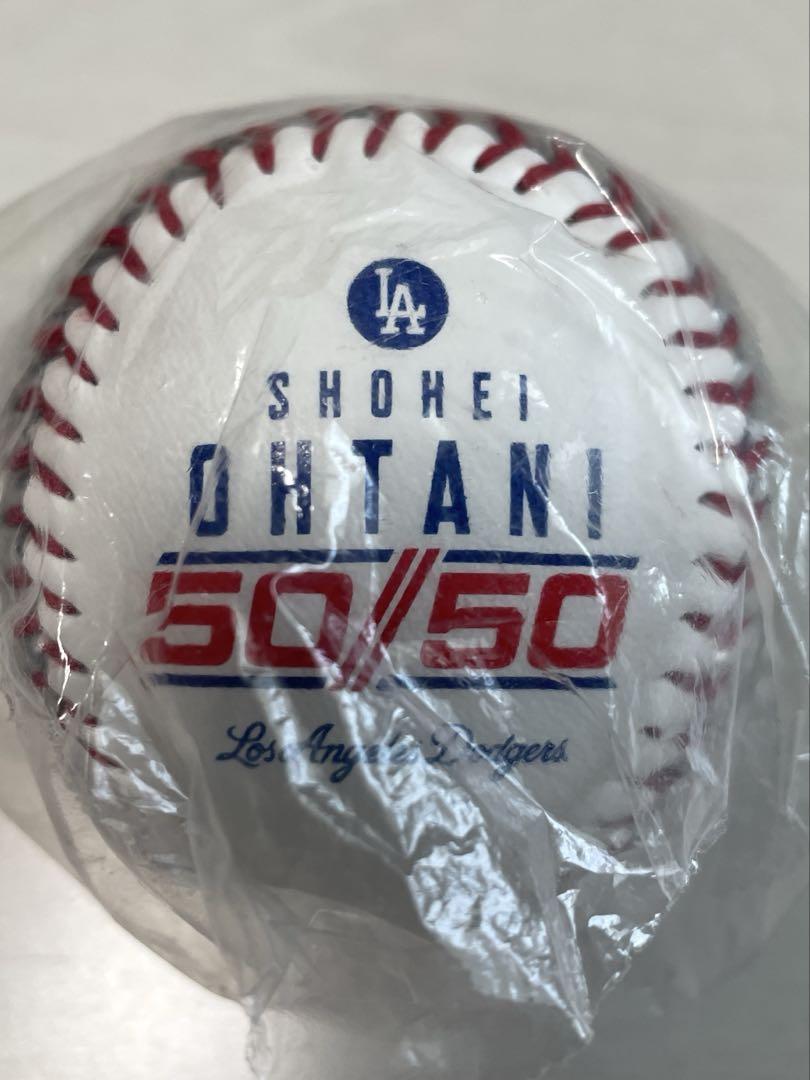 LA
SHOHEI
OHTANI
50//50
Los Angeles Dodgers